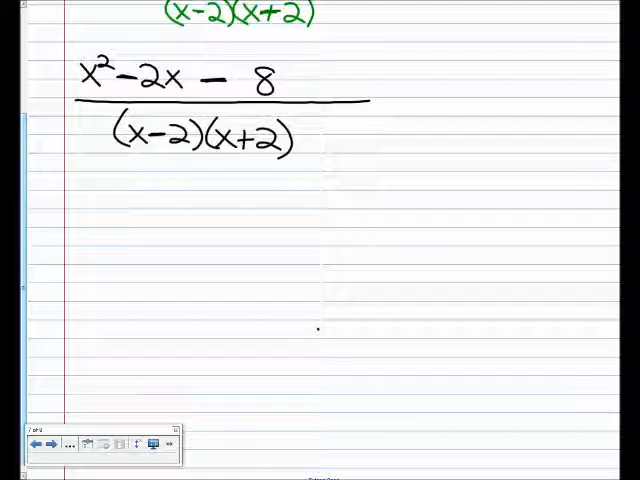 (x-2)(x+2)
x² - 2x - 8
(x-2)(x+2)